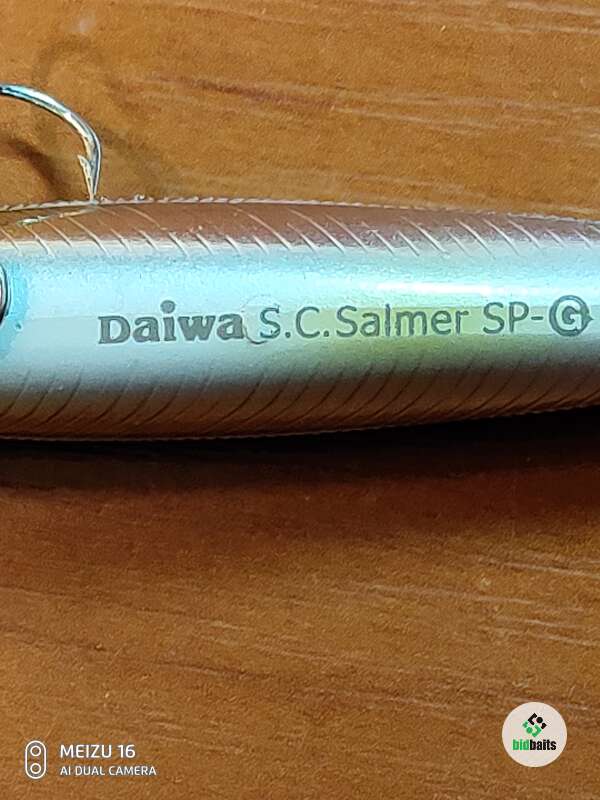 Daiwa S.C.Salmer SP-G
MEIZU 16
AI DUAL CAMERA
bidbaits